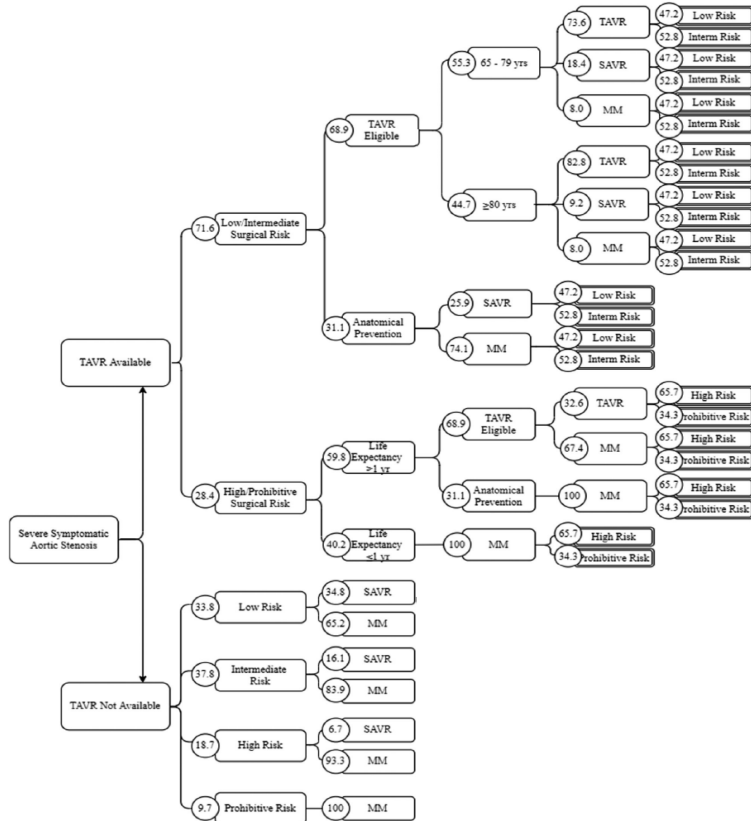 73.6 TAVR
47.2 Low Risk
52.8 Interm Risk
55.3 65 - 79 yrs
18.4 SAVR
47.2 Low Risk
52.8 Interm Risk
8.0 MM
47.2 Low Risk
52.8 Interm Risk
68.9 TAVR
Eligible
82.8 TAVR
47.2 Low Risk
52.8 Interm Risk
44.7 ≥80 yrs
9.2 SAVR
47.2 Low Risk
52.8 Interm Risk
8.0 MM
47.2 Low Risk
52.8 Interm Risk
71.6 Low/Intermediate
Surgical Risk
31.1 Anatomical
Prevention
25.9 SAVR
47.2 Low Risk
52.8 Interm Risk
74.1 MM
47.2 Low Risk
52.8 Interm Risk
TAVR Available
28.4 High/Prohibitive
Surgical Risk
59.8 Life
Expectancy
>1 yr
68.9 TAVR
Eligible
32.6 TAVR
65.7 High Risk
34.3 rohibitive Risk
67.4 MM
65.7 High Risk
34.3 rohibitive Risk
31.1 Anatomical
Prevention
100 MM
65.7 High Risk
34.3 rohibitive Risk
40.2 Life
Expectancy
≤1 yr
100 MM
65.7 High Risk
34.3 Prohibitive Risk
Severe Symptomatic
Aortic Stenosis
TAVR Not Available
33.8 Low Risk
34.8 SAVR
65.2 MM
37.8 Intermediate
Risk
16.1 SAVR
83.9 MM
18.7 High Risk
6.7 SAVR
93.3 MM
9.7 Prohibitive Risk
100 MM